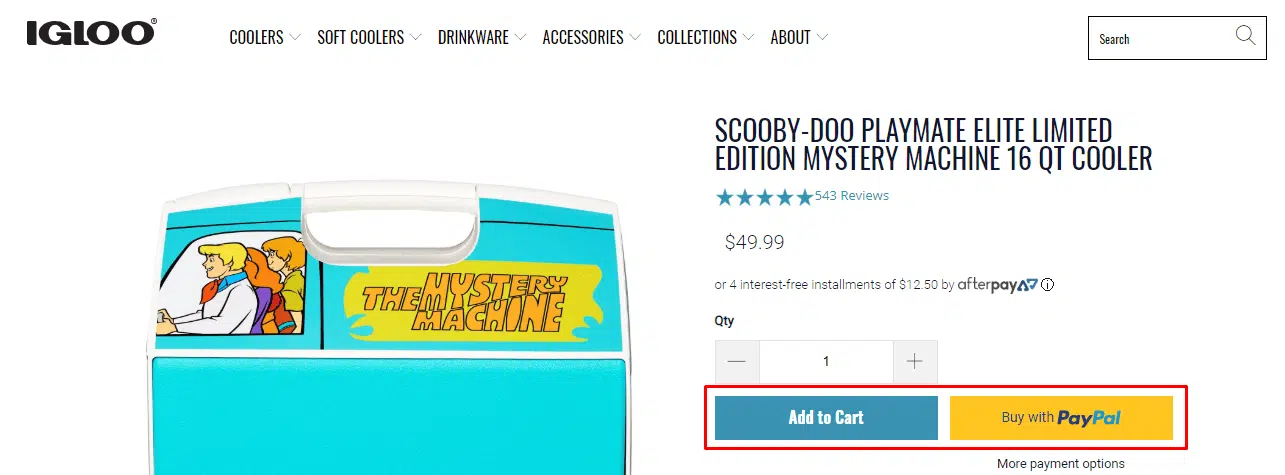 IGLOO®
COOLERS SOFT COOLERS DRINKWARE ACCESSORIES COLLECTIONS ABOUT
Search
SCOOBY-DOO PLAYMATE ELITE LIMITED
EDITION MYSTERY MACHINE 16 QT COOLER
543 Reviews
$49.99
or 4 interest-free installments of $12.50 by afterpay
Qty
1
Add to Cart
Buy with PayPal
More payment options
THE MYSTERY
MACHINE